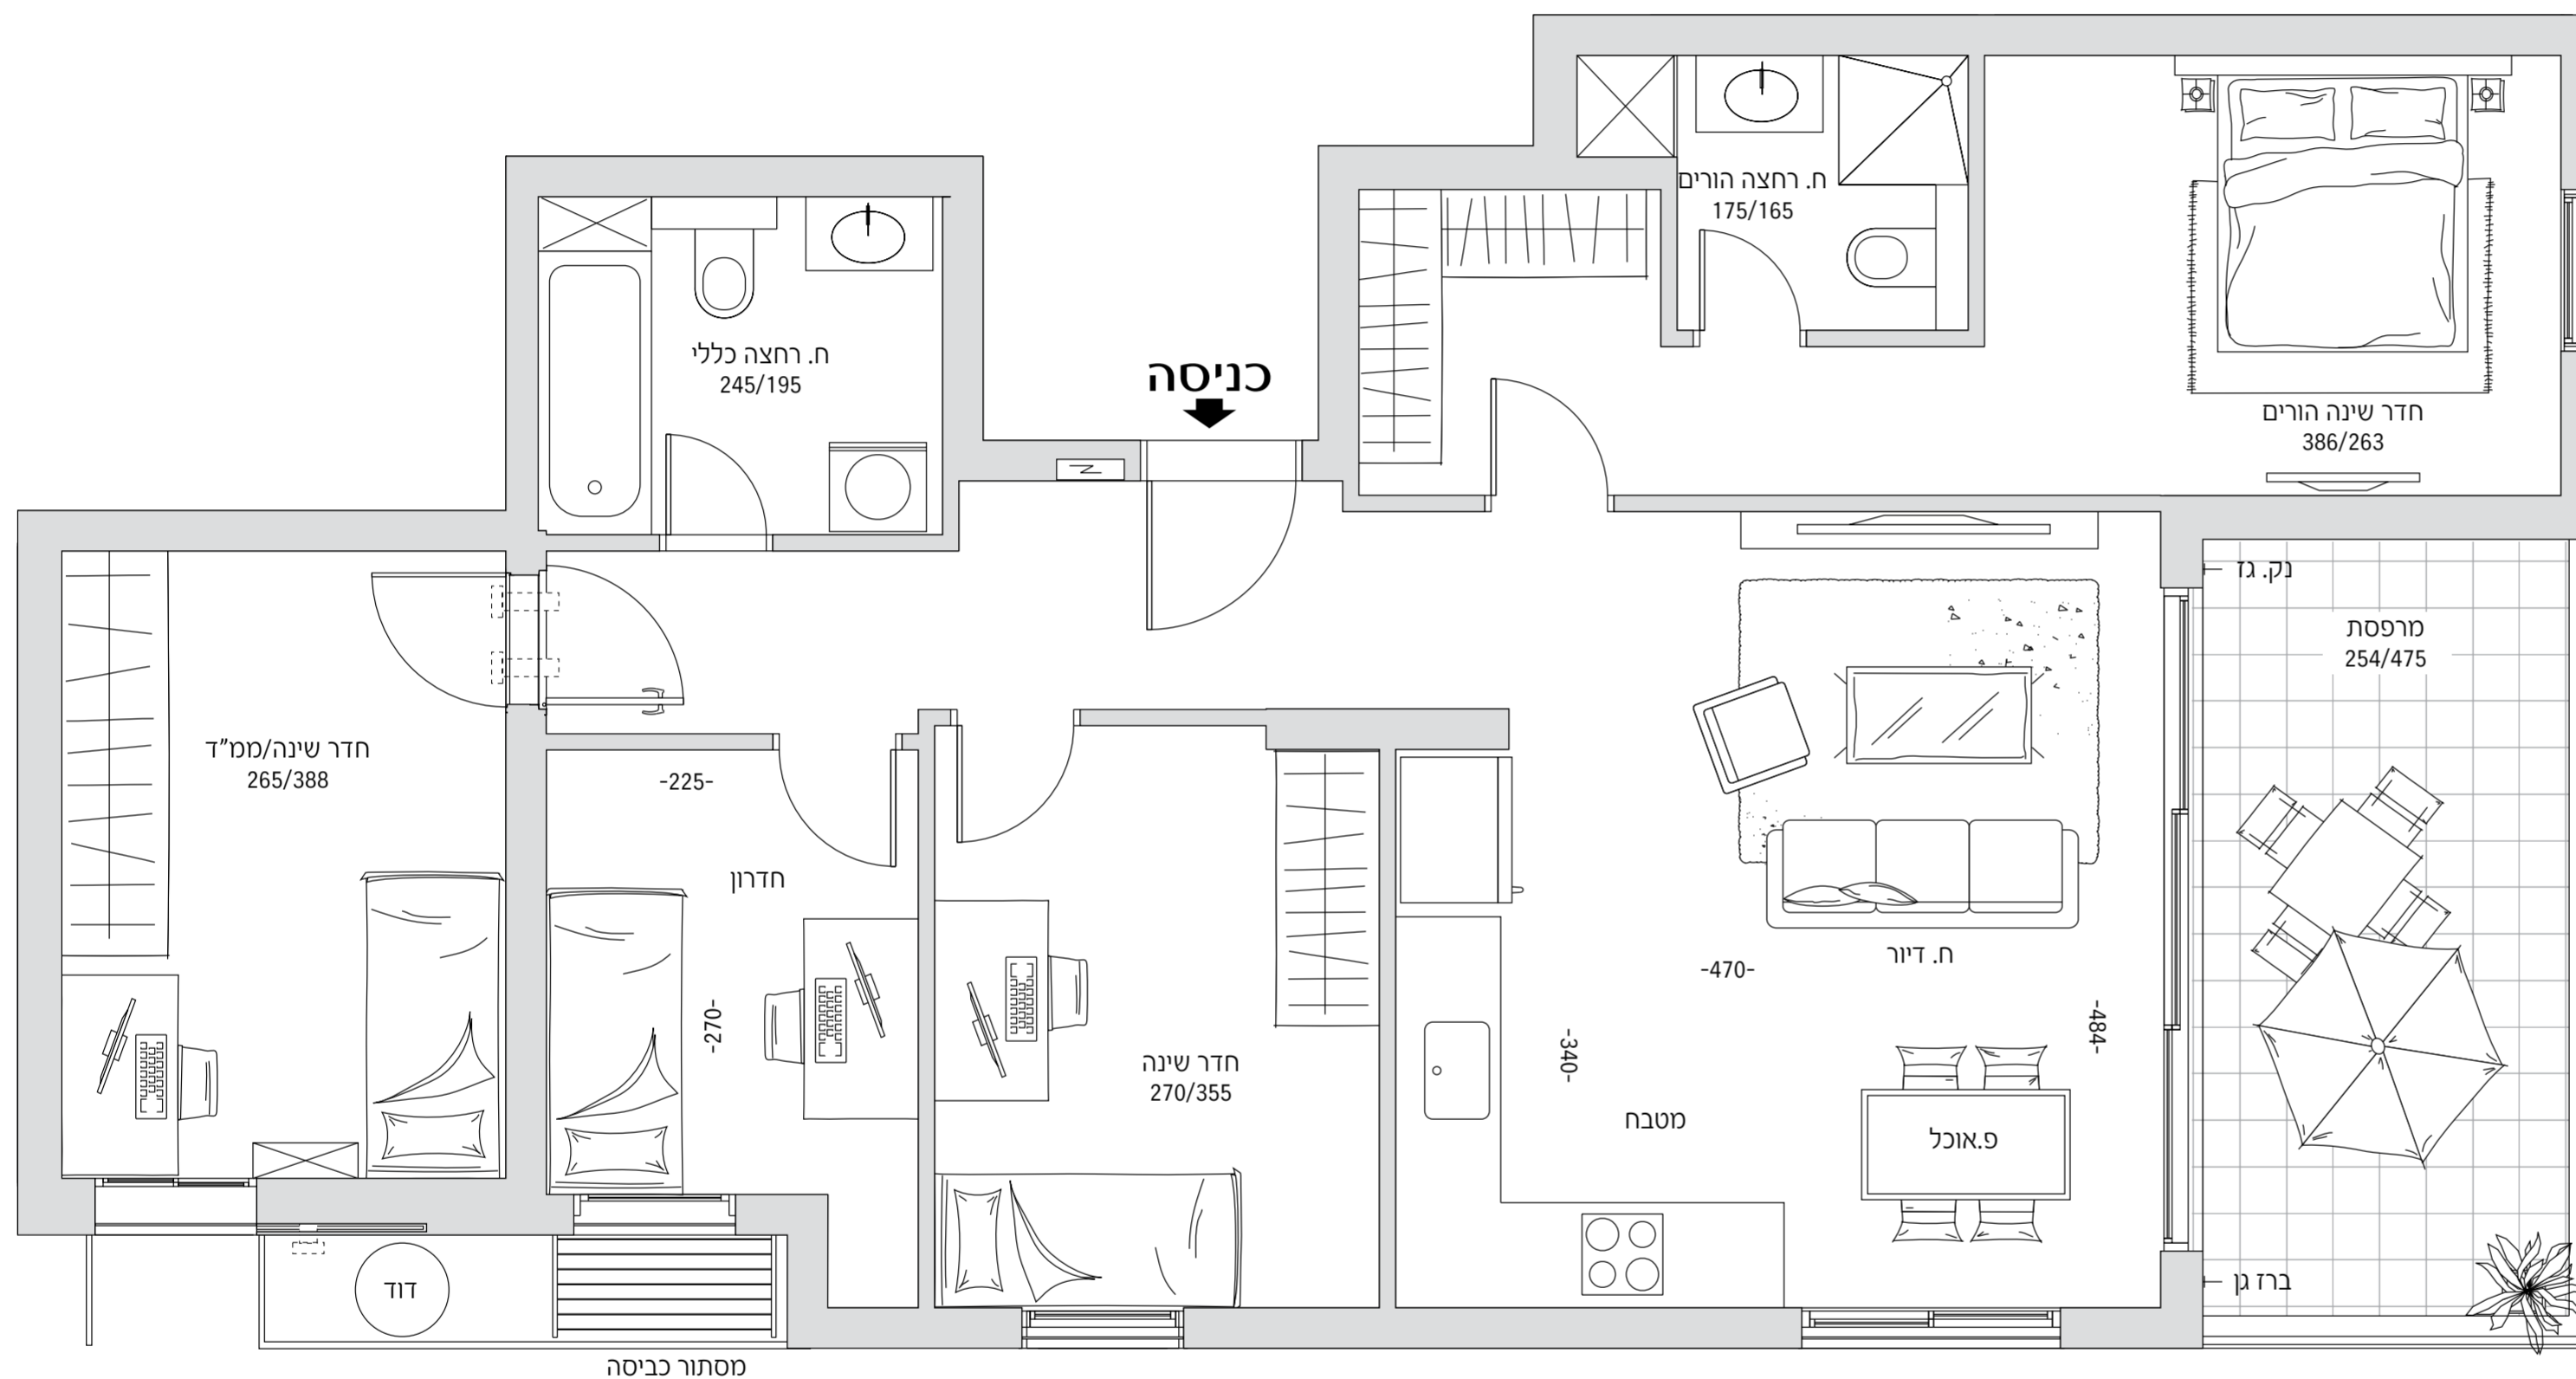 ח. רחצה הורים
175/165
חדר שינה הורים
386/263
ח. רחצה כללי
245/195
כניסה
נק. גז
מרפסת
254/475
חדר שינה/ממ"ד
265/388
-225-
חדרון
-270-
חדר שינה
270/355
ח. דיור
-470-
-484-
-340-
מטבח
פ.אוכל
ברז גן
דוד
מסתור כביסה